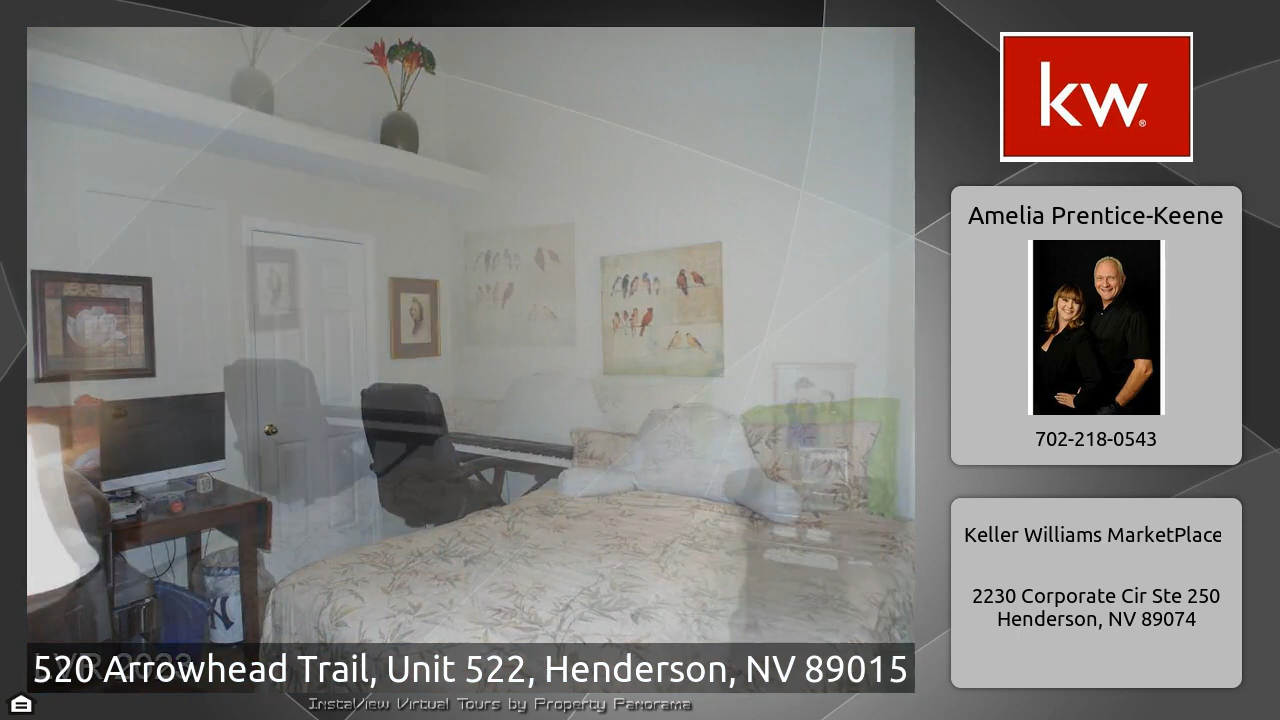 kw®
Amelia Prentice-Keene
702-218-0543
Keller Williams MarketPlace
2230 Corporate Cir Ste 250
Henderson, NV 89074
520 Arrowhead Trail, Unit 522, Henderson, NV 89015
InstaView Virtual Tours by Property Panorama